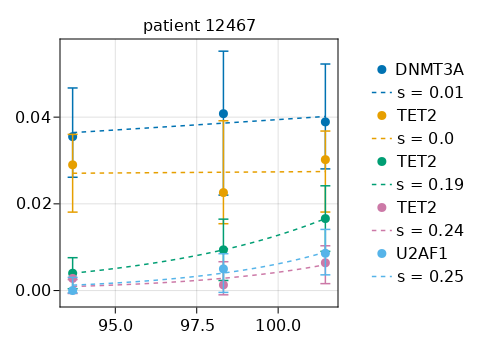 patient 12467
0.04
0.02
0.00
95.0 97.5 100.0
DNMT3A
s = 0.01
TET2
s = 0.0
TET2
s = 0.19
TET2
s = 0.24
U2AF1
s = 0.25